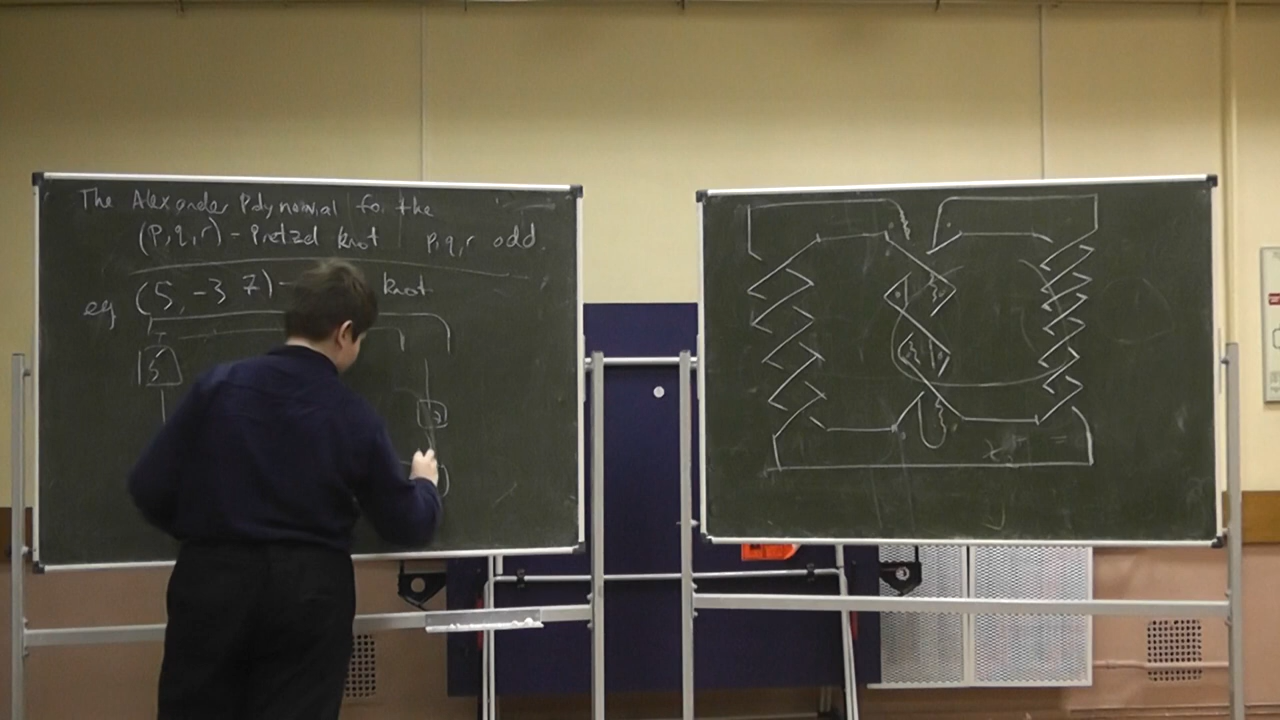 The Alexander Polynomial for the
(p,q,r) - Pretzel knot p,q,r odd.
eg (5, -3 7) - knot
5